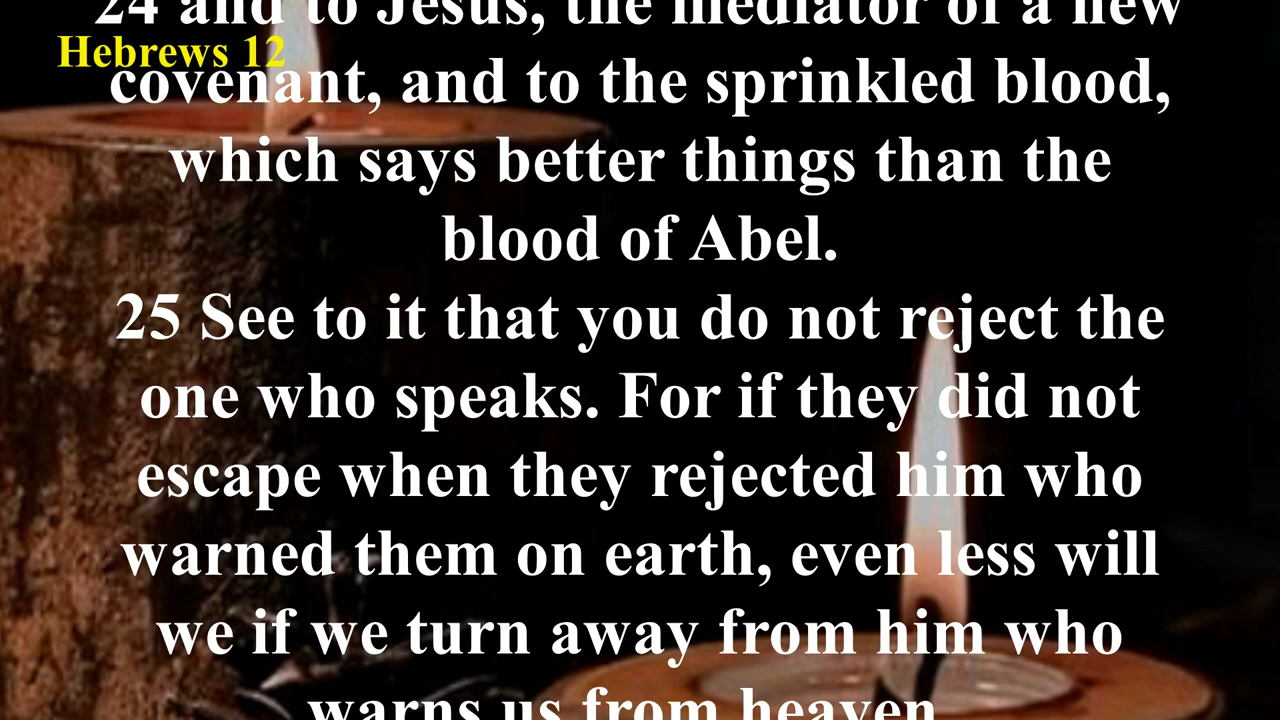 24 and to Jesus, the mediator of a new
Hebrews 12
covenant, and to the sprinkled blood,
which says better things than the
blood of Abel.
25 See to it that you do not reject the
one who speaks. For if they did not
escape when they rejected him who
warned them on earth, even less will
we if we turn away from him who
warns us from heaven